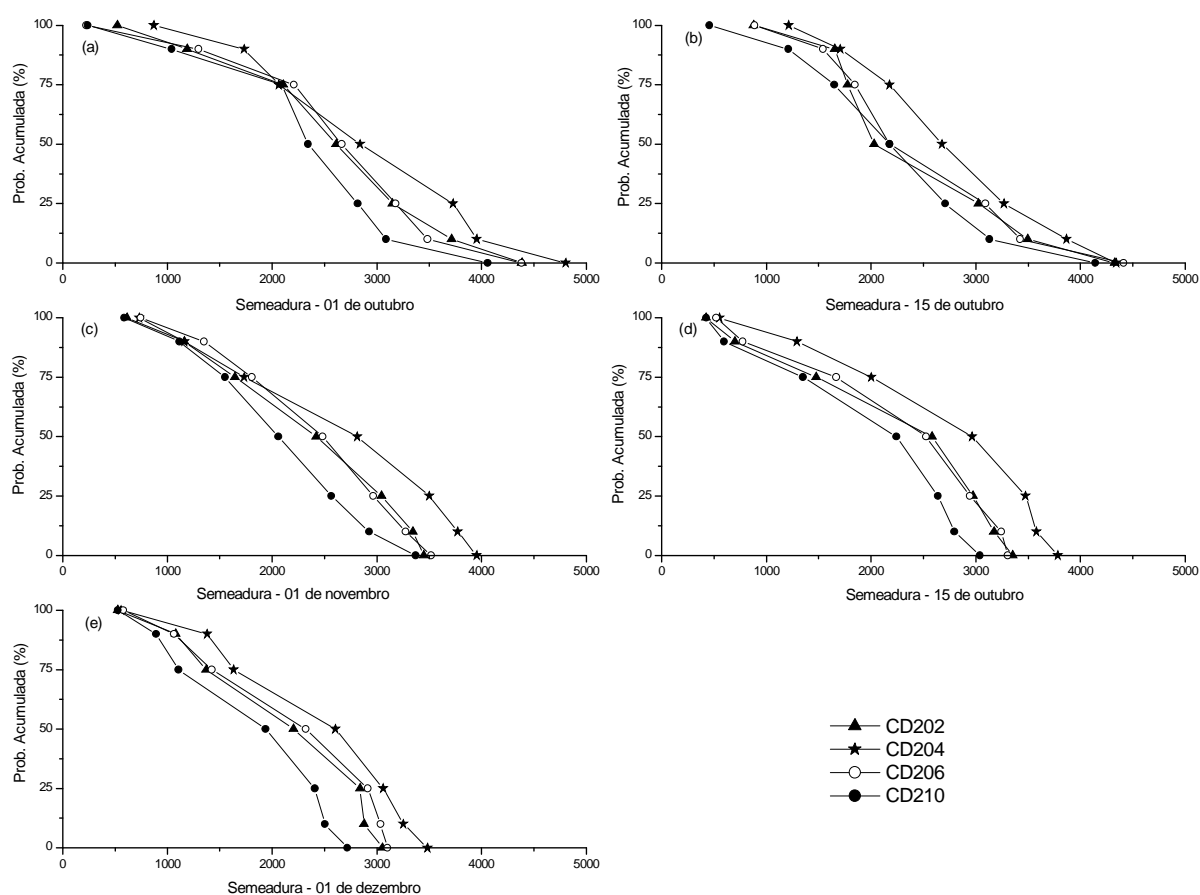 Prob. Acumulada (%)
100
75
50
25
0
(a)
0 1000 2000 3000 4000 5000
Semeadura - 01 de outubro
Prob. Acumulada (%)
100
75
50
25
0
(b)
0 1000 2000 3000 4000 5000
Semeadura - 15 de outubro
Prob. Acumulada (%)
100
75
50
25
0
(c)
0 1000 2000 3000 4000 5000
Semeadura - 01 de novembro
Prob. Acumulada (%)
100
75
50
25
0
(d)
0 1000 2000 3000 4000 5000
Semeadura - 15 de outubro
Prob. Acumulada (%)
100
75
50
25
0
(e)
0 1000 2000 3000 4000 5000
Semeadura - 01 de dezembro
CD202
CD204
CD206
CD210